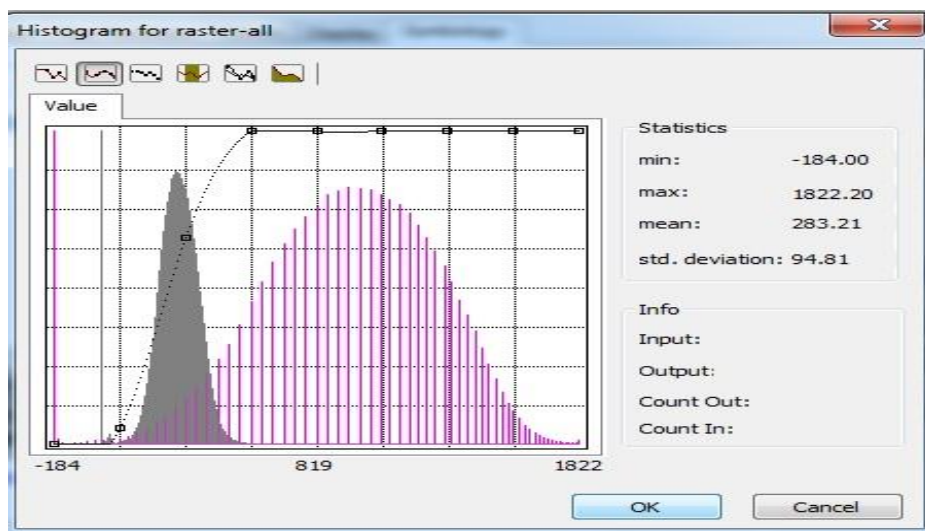 Histogram for raster-all
Value
Statistics
min: -184.00
max: 1822.20
mean: 283.21
std. deviation: 94.81
Info
Input:
Output:
Count Out:
Count In:
-184 819 1822
OK Cancel